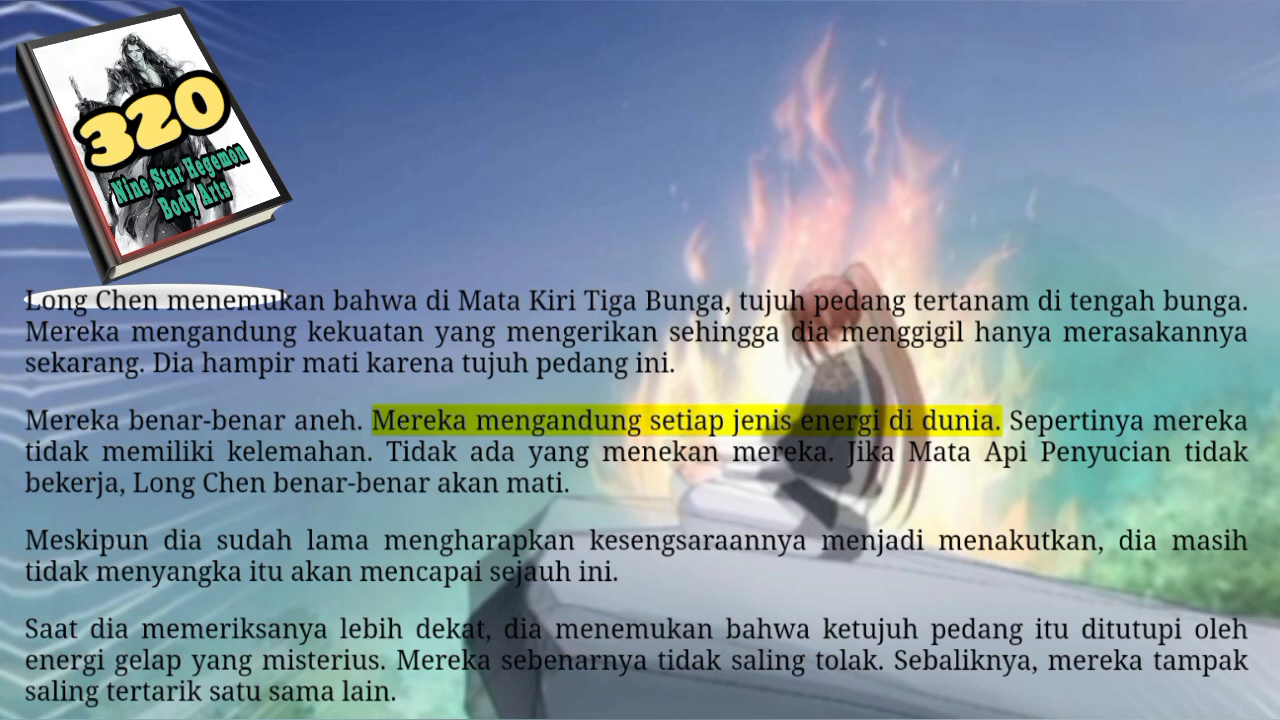 320
Nine Star Hegemon
Body Arts
Long Chen menemukan bahwa di Mata Kiri Tiga Bunga, tujuh pedang tertanam di tengah bunga.
Mereka mengandung kekuatan yang mengerikan sehingga dia menggigil hanya merasakannya
sekarang. Dia hampir mati karena tujuh pedang ini.
Mereka benar-benar aneh. Mereka mengandung setiap jenis energi di dunia. Sepertinya mereka
tidak memiliki kelemahan. Tidak ada yang menekan mereka. Jika Mata Api Penyucian tidak
bekerja, Long Chen benar-benar akan mati.
Meskipun dia sudah lama mengharapkan kesengsaraannya menjadi menakutkan, dia masih
tidak menyangka itu akan mencapai sejauh ini.
Saat dia memeriksanya lebih dekat, dia menemukan bahwa ketujuh pedang itu ditutupi oleh
energi gelap yang misterius. Mereka sebenarnya tidak saling tolak. Sebaliknya, mereka tampak
saling tertarik satu sama lain.